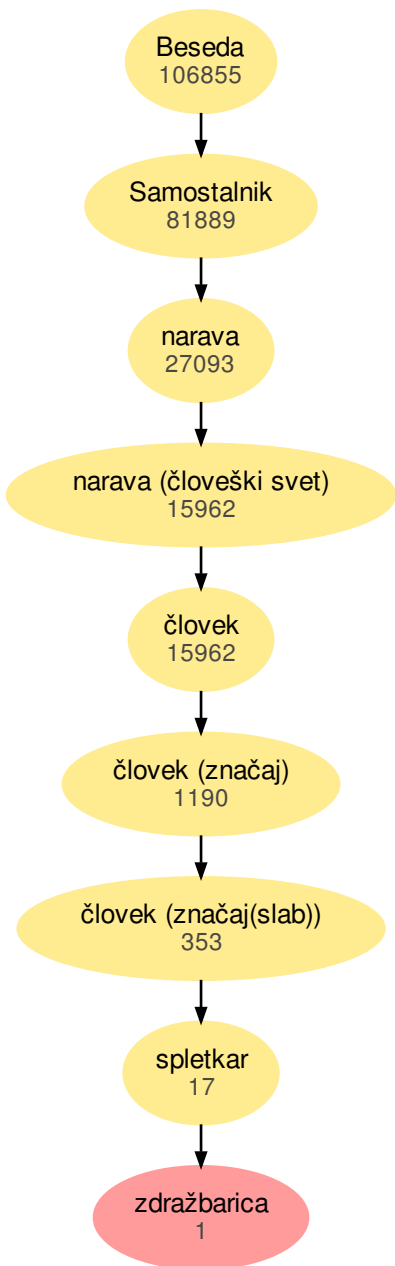 Beseda
106855
Samostalnik
81889
narava
27093
narava (človeški svet)
15962
človek
15962
človek (značaj)
1190
človek (značaj(slab))
353
spletkar
17
zdražbarica
1